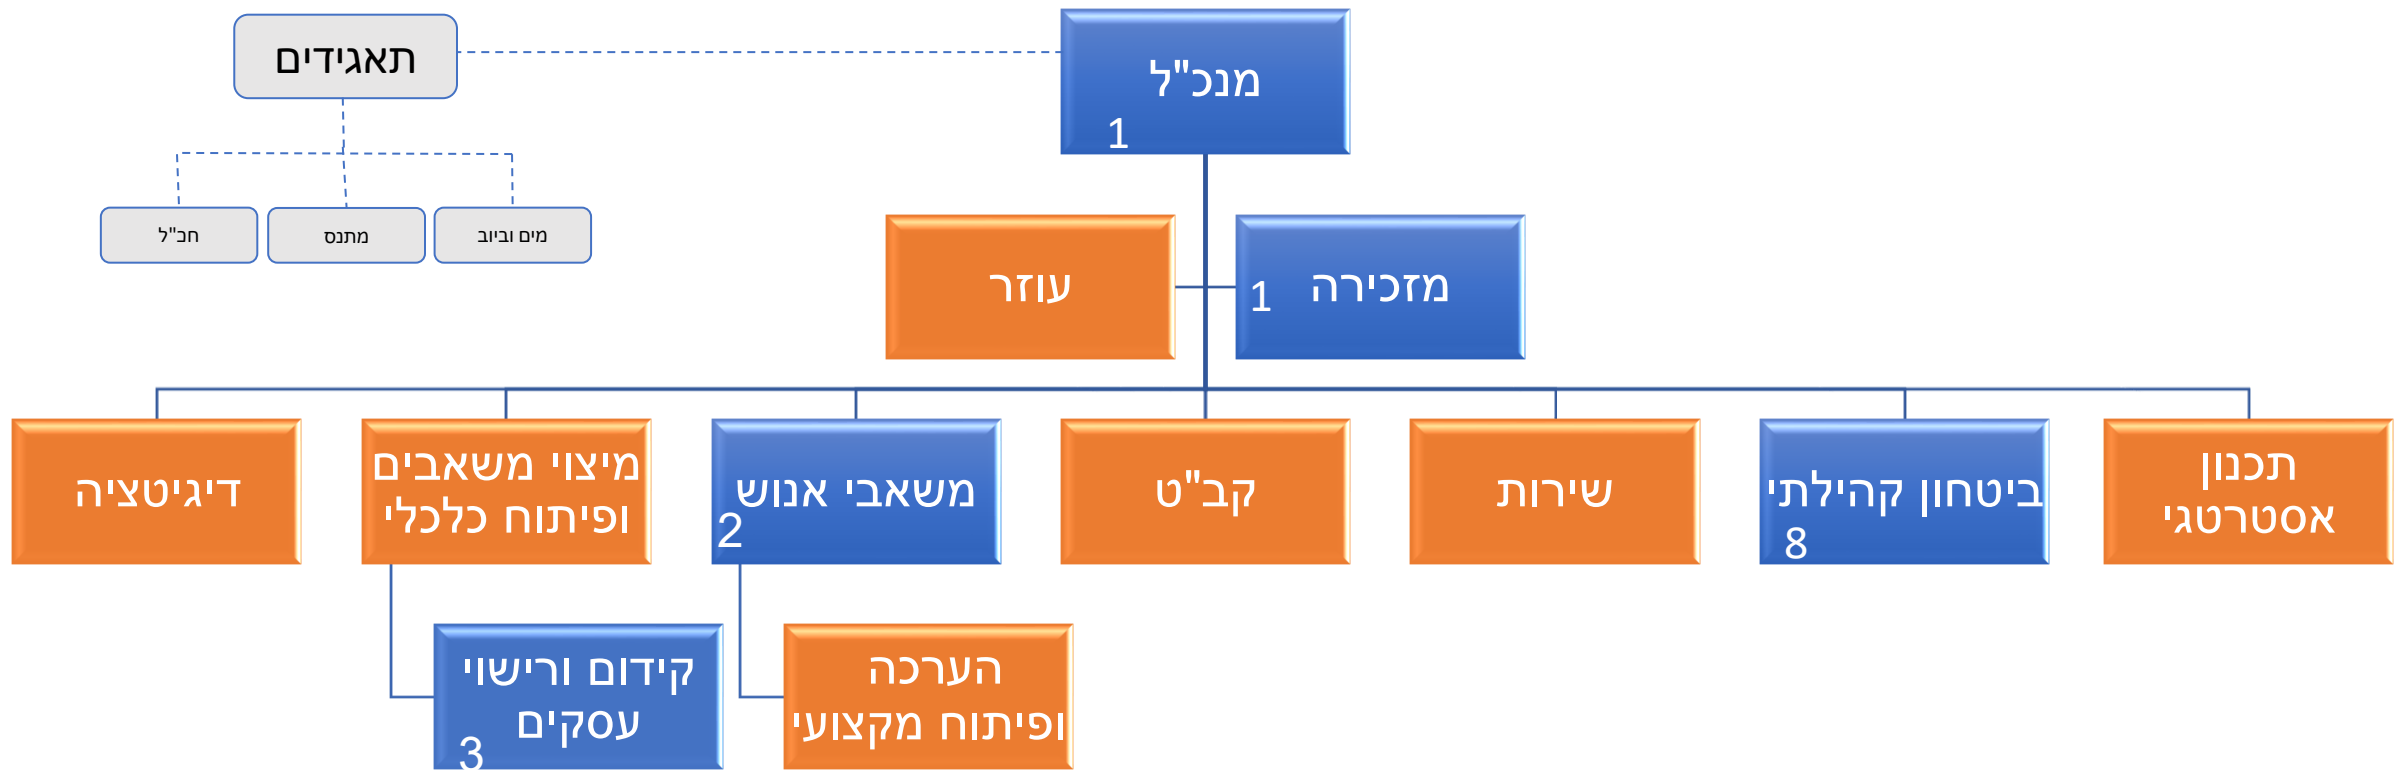 מנכ"ל
1
תאגידים
מים וביוב
מתנס
חכ"ל
מזכירה
1
עוזר
תכנון
אסטרטגי
ביטחון קהילתי
8
שירות
קב"ט
משאבי אנוש
2
מיצוי משאבים
ופיתוח כלכלי
דיגיטציה
הערכה
ופיתוח מקצועי
קידום ורישוי
עסקים
3